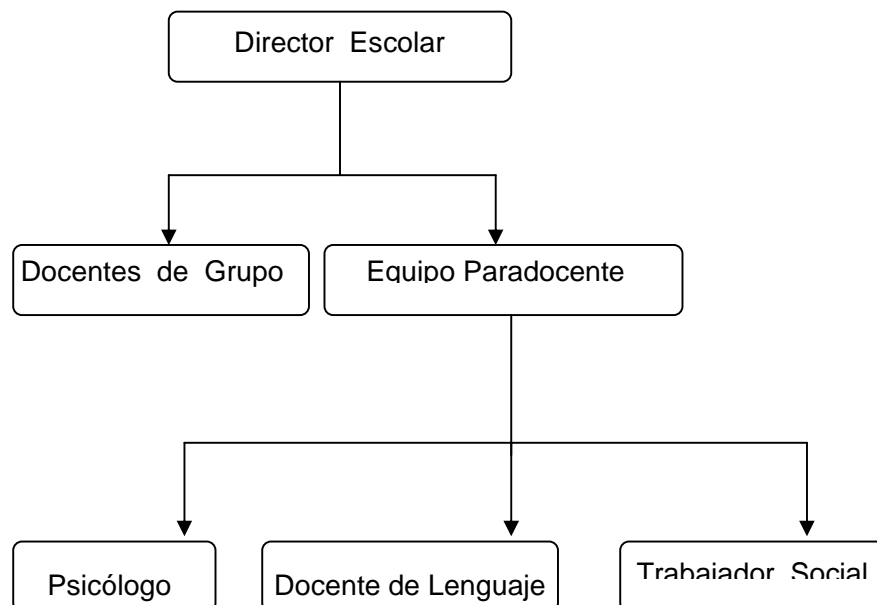 Director Escolar
Docentes de Grupo
Equipo Paradocente
Psicólogo
Docente de Lenguaje
Trabajador Social